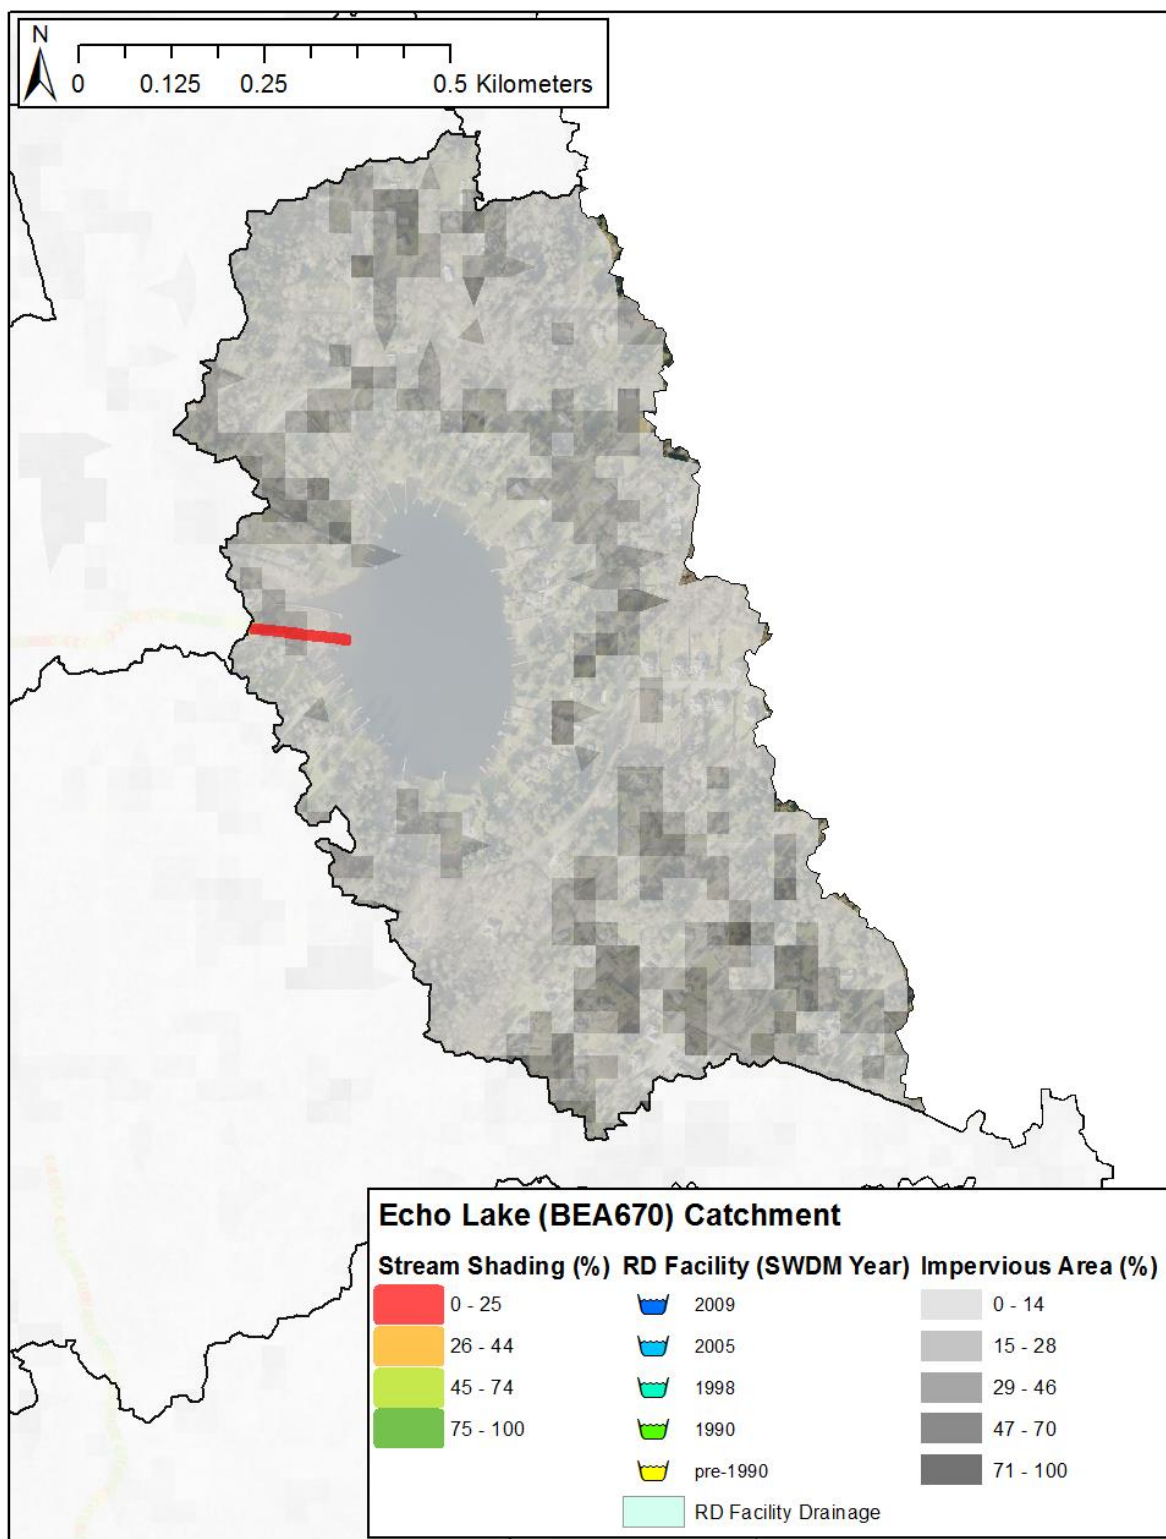 N
0 0.125 0.25 0.5 Kilometers
Echo Lake (BEA670) Catchment
Stream Shading (%) RD Facility (SWDM Year) Impervious Area (%)
0 - 25 2009 0 - 14
26 - 44 2005 15 - 28
45 - 74 1998 29 - 46
75 - 100 1990 47 - 70
pre-1990 71 - 100
RD Facility Drainage